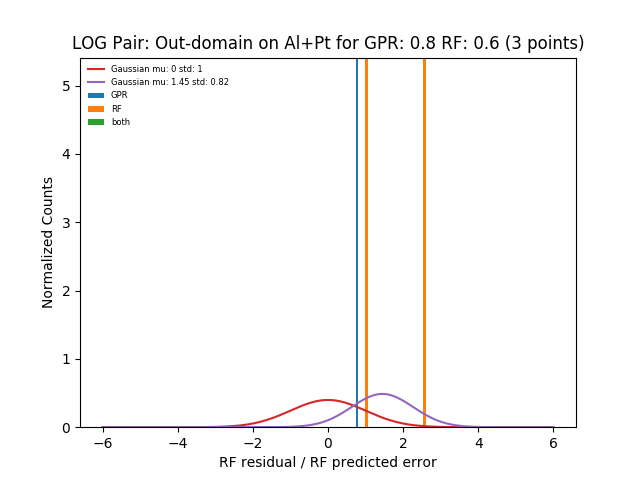 LOG Pair: Out-domain on Al+Pt for GPR: 0.8 RF: 0.6 (3 points)
Gaussian mu: 0 std: 1
Gaussian mu: 1.45 std: 0.82
GPR
RF
both
Normalized Counts
5
4
3
2
1
0
−6
−4
−2
0
2
4
6
RF residual / RF predicted error